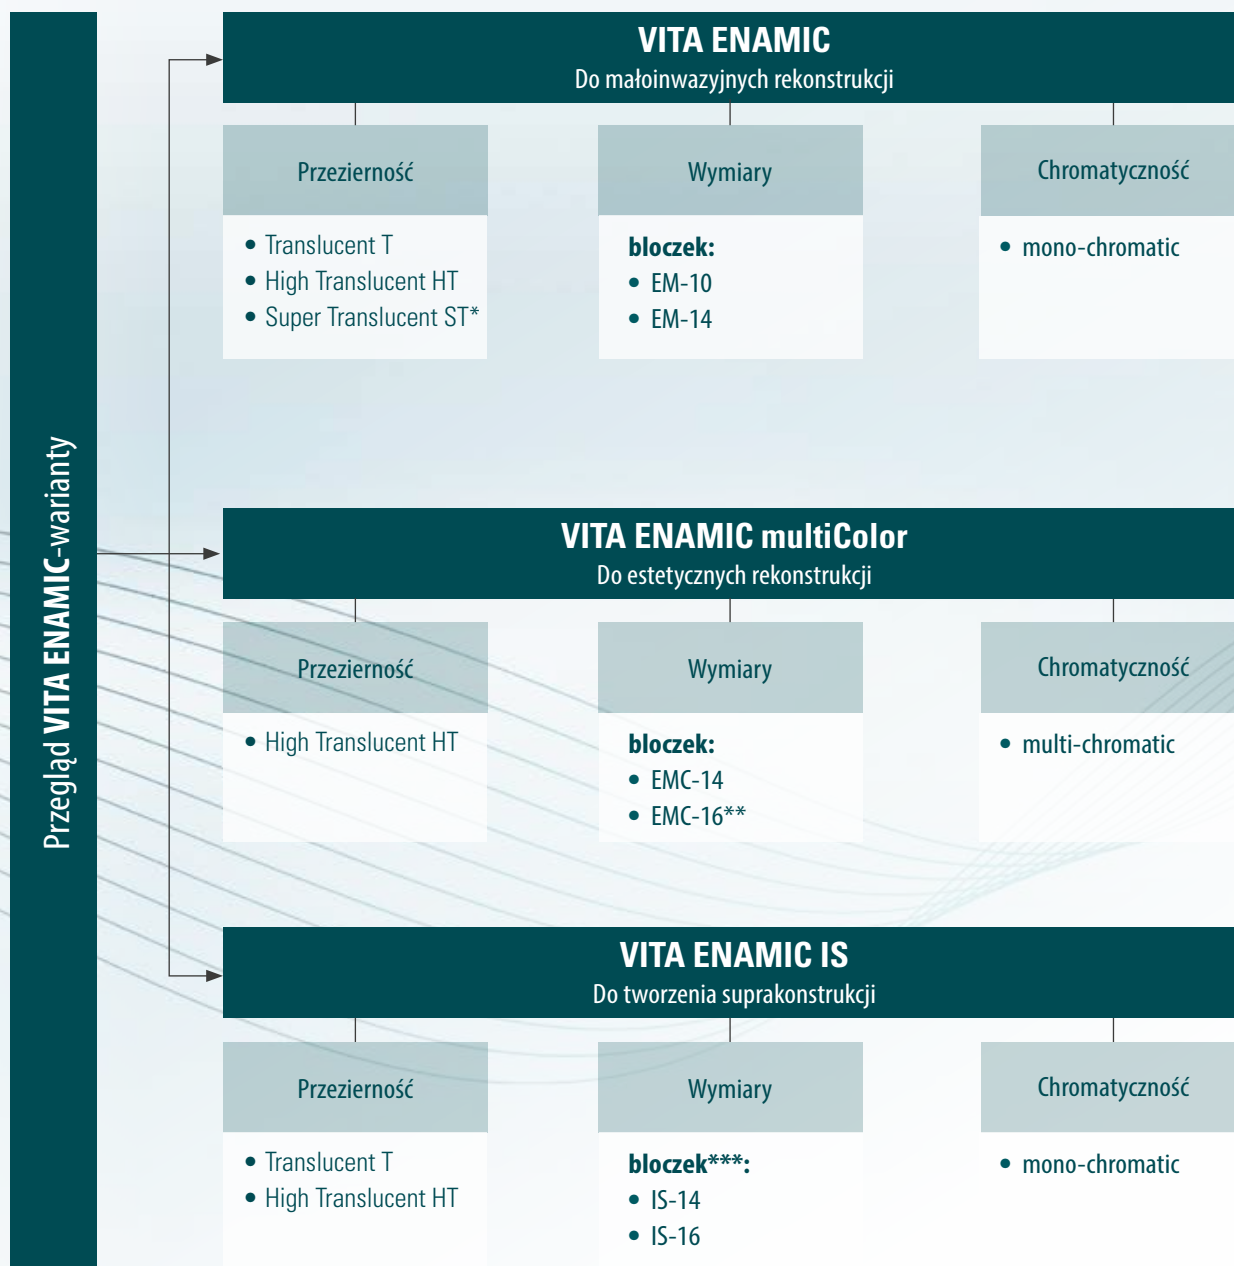 Przegląd VITA ENAMIC-warianty
VITA ENAMIC
Do małoinwazyjnych rekonstrukcji
Przezierność
• Translucent T
• High Translucent HT
• Super Translucent ST*
Wymiary
bloczek:
• EM-10
• EM-14
Chromatyczność
• mono-chromatic
VITA ENAMIC multiColor
Do estetycznych rekonstrukcji
Przezierność
• High Translucent HT
Wymiary
bloczek:
• EMC-14
• EMC-16**
Chromatyczność
• multi-chromatic
VITA ENAMIC IS
Do tworzenia suprakonstrukcji
Przezierność
• Translucent T
• High Translucent HT
Wymiary
bloczek***:
• IS-14
• IS-16
Chromatyczność
• mono-chromatic